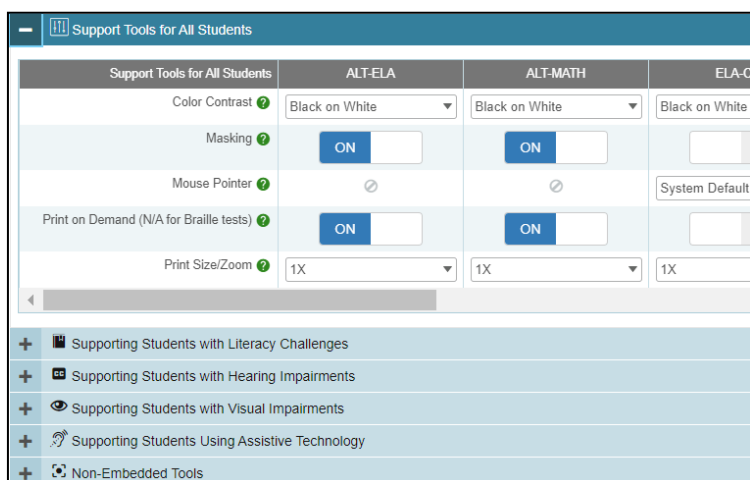 Support Tools for All Students
Support Tools for All Students ALT-ELA ALT-MATH ELA-C
Color Contrast ? Black on White Black on White Black on White
Masking ? ON ON
Mouse Pointer ? System Default
Print on Demand (N/A for Braille tests) ? ON ON
Print Size/Zoom ? 1X 1X 1X
Supporting Students with Literacy Challenges
CC Supporting Students with Hearing Impairments
Supporting Students with Visual Impairments
Supporting Students Using Assistive Technology
Non-Embedded Tools